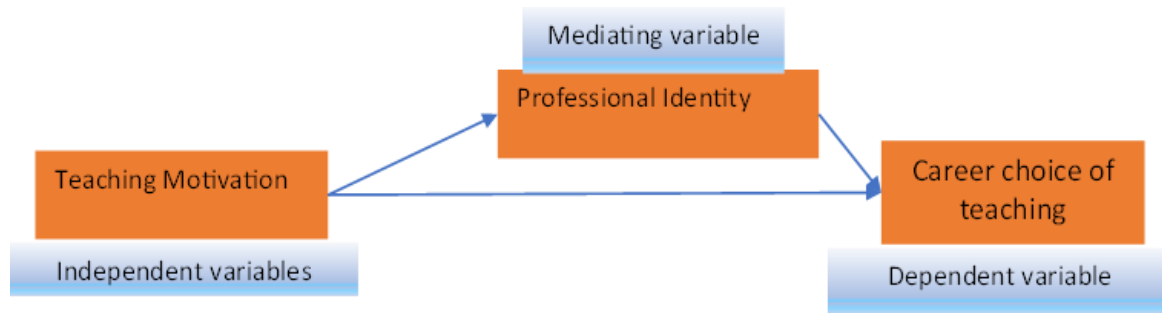 Mediating variable
Professional Identity
Teaching Motivation
Career choice of
teaching
Independent variables
Dependent variable